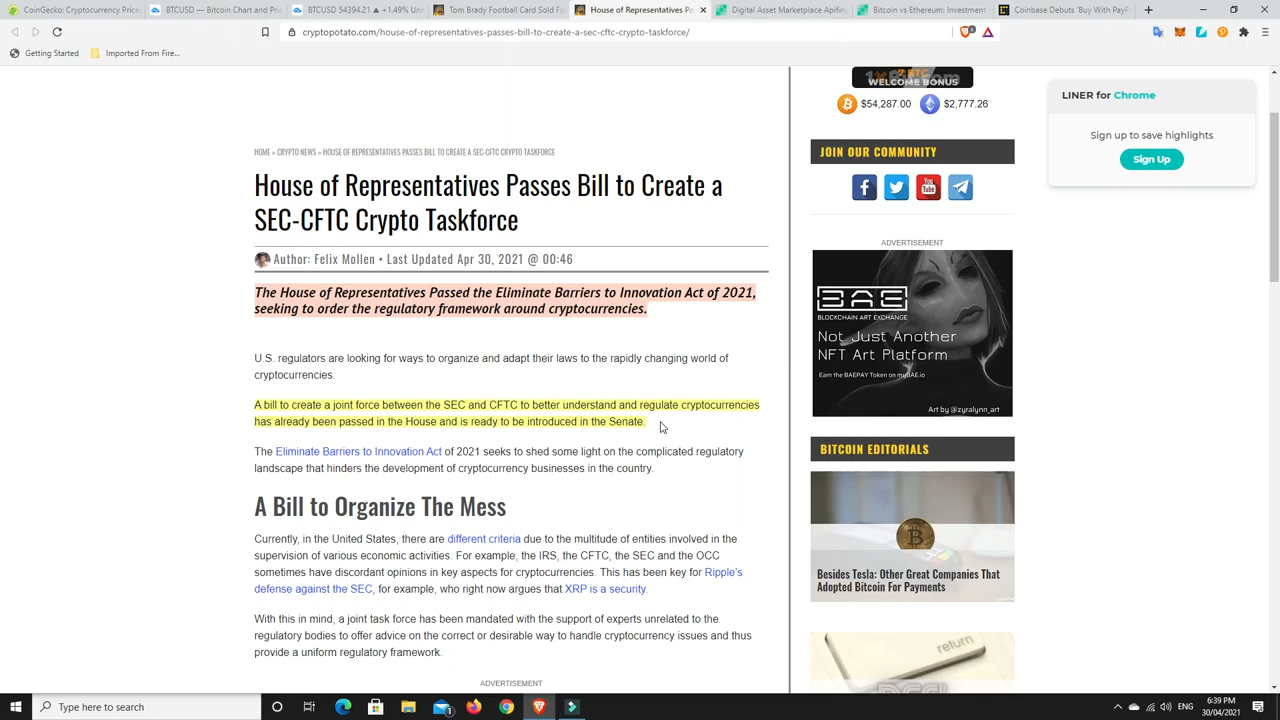 CoinGecko: Cryptocurrency Price
BTCUSD — Bitcoin Chart and Pr
BTCUSD 54394.21 ▲ +1.49% Un
Tom Brady Football Card Sold Fo
House of Representatives Passes
Metaplace Marketplace Apifiny
Coinbase Debuts 'Buy With PayP
cryptopotato.com/house-of-representatives-passes-bill-to-create-a-sec-cftc-crypto-taskforce/
Getting Started
Imported From Fire...
WELCOME BONUS
$54,287.00
$2,777.26
LINER for Chrome
Sign up to save highlights
Sign Up
HOME » CRYPTO NEWS » HOUSE OF REPRESENTATIVES PASSES BILL TO CREATE A SEC-CFTC CRYPTO TASKFORCE
House of Representatives Passes Bill to Create a
SEC-CFTC Crypto Taskforce
Author: Felix Mollen • Last Updated Apr 30, 2021 @ 00:46
The House of Representatives Passed the Eliminate Barriers to Innovation Act of 2021,
seeking to order the regulatory framework around cryptocurrencies.
U.S. regulators are looking for ways to organize and adapt their laws to the rapidly changing world of
cryptocurrencies.
A bill to create a joint force between the SEC and CFTC to better understand and regulate cryptocurrencies
has already been passed in the House and is ready to be introduced in the Senate.
The Eliminate Barriers to Innovation Act of 2021 seeks to shed some light on the complicated regulatory
landscape that hinders the development of cryptocurrency businesses in the country.
A Bill to Organize The Mess
Currently, in the United States, there are different criteria due to the multitude of entities involved in the
supervision of various economic activities. For example, the IRS, the CFTC, the SEC and the OCC
sometimes have discordant opinions in key aspects for cryptocurrencies. This has been key for Ripple's
defense against the SEC, for example, who right now argues that XRP is a security.
With this in mind, a joint task force has been mandated with the support of experts unrelated to the
regulatory bodies to offer advice on the correct or desirable way to handle cryptocurrency issues and thus
provide a uniform regulatory framework.
ADVERTISEMENT
JOIN OUR COMMUNITY
You
Tube
ADVERTISEMENT
BAE
BLOCKCHAIN ART EXCHANGE
Not Just Another
NFT Art Platform
Earn the BAEPAY Token on myBAE.io
Art by @zyralynn_art
BITCOIN EDITORIALS
Besides Tesla: Other Great Companies That
Adopted Bitcoin For Payments
return
Type here to search
ENG
6:39 PM
30/04/2021